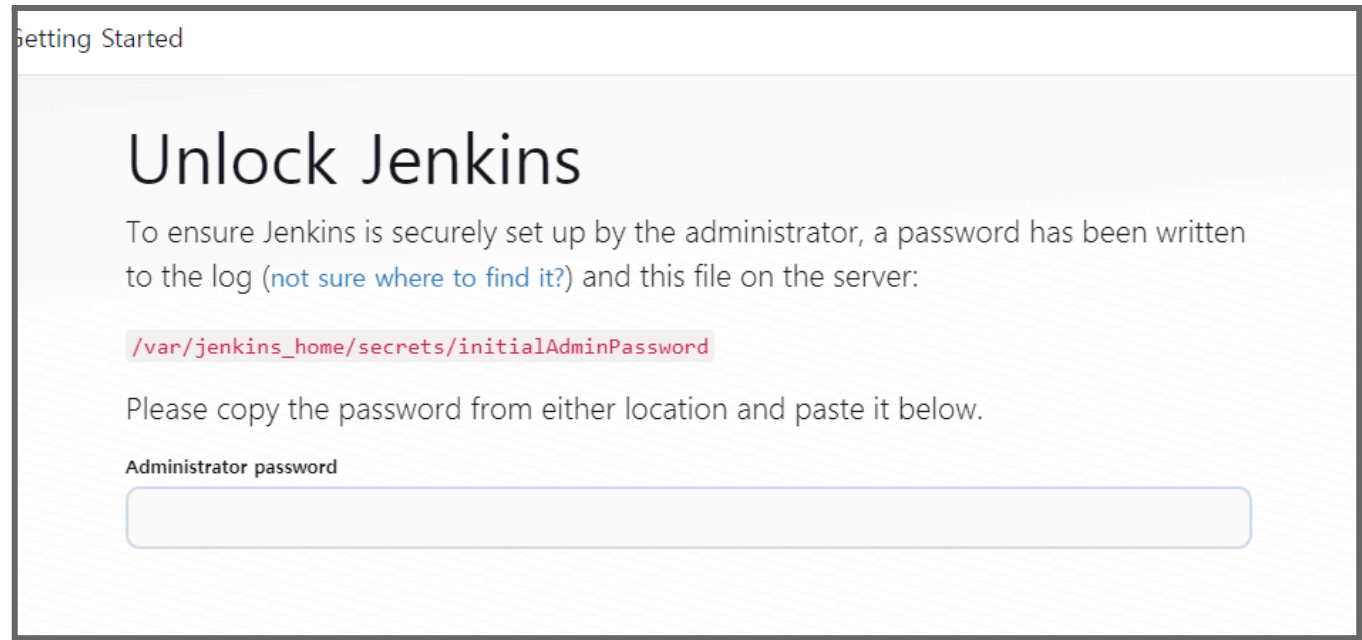 Getting Started
Unlock Jenkins
To ensure Jenkins is securely set up by the administrator, a password has been written
to the log (not sure where to find it?) and this file on the server:
/var/jenkins_home/secrets/initialAdminPassword
Please copy the password from either location and paste it below.
Administrator password